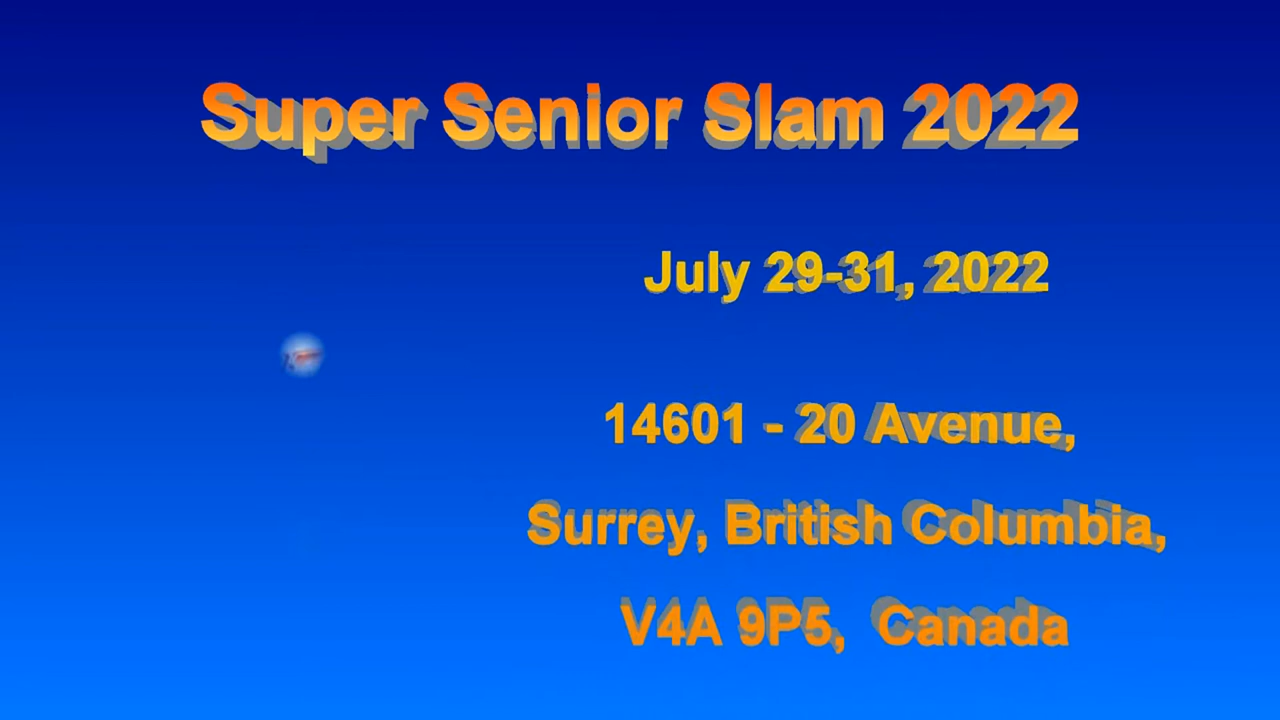 Super Senior Slam 2022
July 29-31, 2022
14601 - 20 Avenue,
Surrey, British Columbia,
V4A 9P5,  Canada